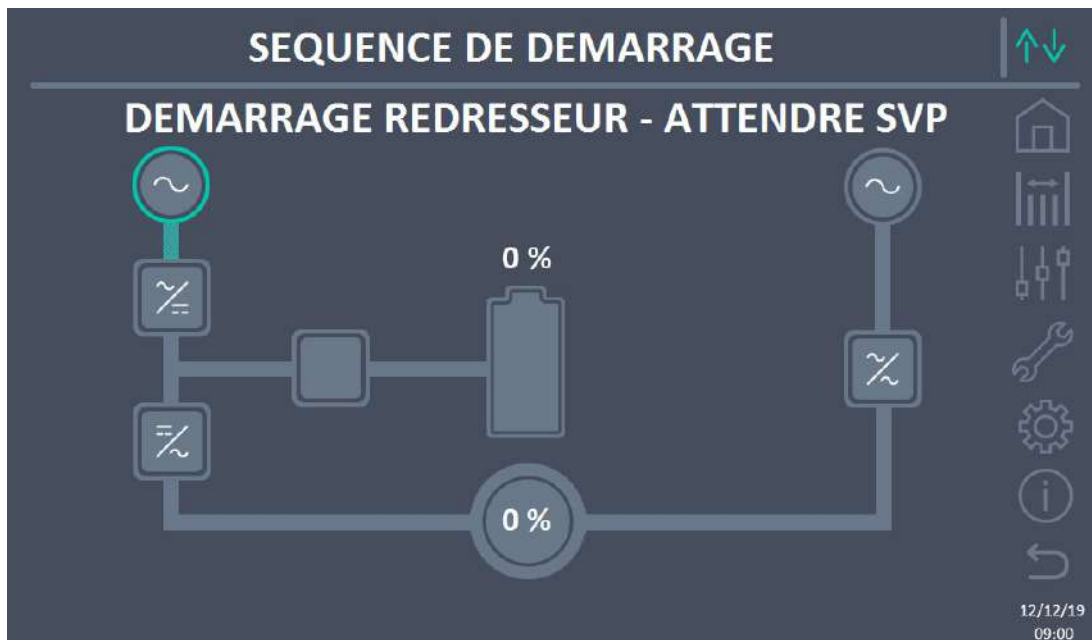 SEQUENCE DE DEMARRAGE
DEMARRAGE REDRESSEUR - ATTENDRE SVP
0 %
0 %
12/12/19
09:00